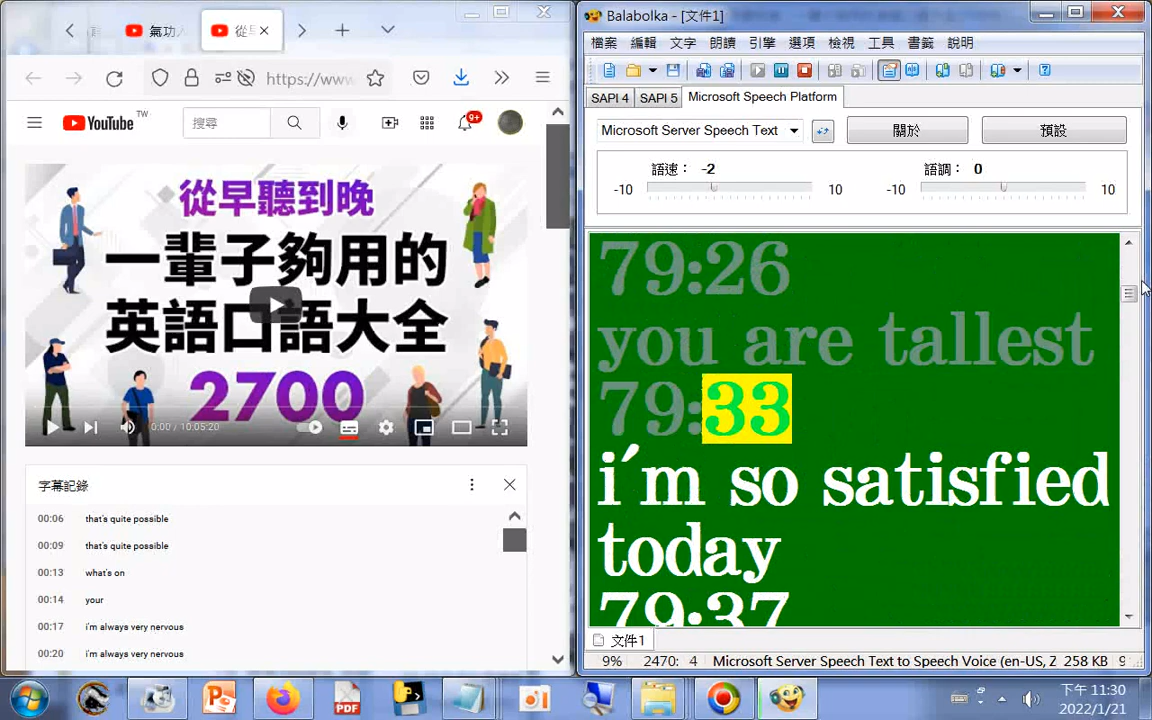 氣功
從
https://www
YouTube TW
搜尋
9+
從早聽到晚
一輩子夠用的
英語口語大全
2700
0:00 / 10:05:20
字幕記錄
00:06 that's quite possible
00:09 that's quite possible
00:13 what's on
00:14 your
00:17 i'm always very nervous
00:20 i'm always very nervous
Balabolka - [文件1]
檔案 編輯 文字 朗讀 引擎 選項 檢視 工具 書籤 說明
SAPI 4 SAPI 5 Microsoft Speech Platform
Microsoft Server Speech Text 關於 預設
語速： -2 語調： 0
-10 10 -10 10
79:26
you are tallest
79:33
i'm so satisfied
today
79:37
文件1
9% 2470: 4 Microsoft Server Speech Text to Speech Voice (en-US, Z 258 KB 9
PDF
下午 11:30
2022/1/21